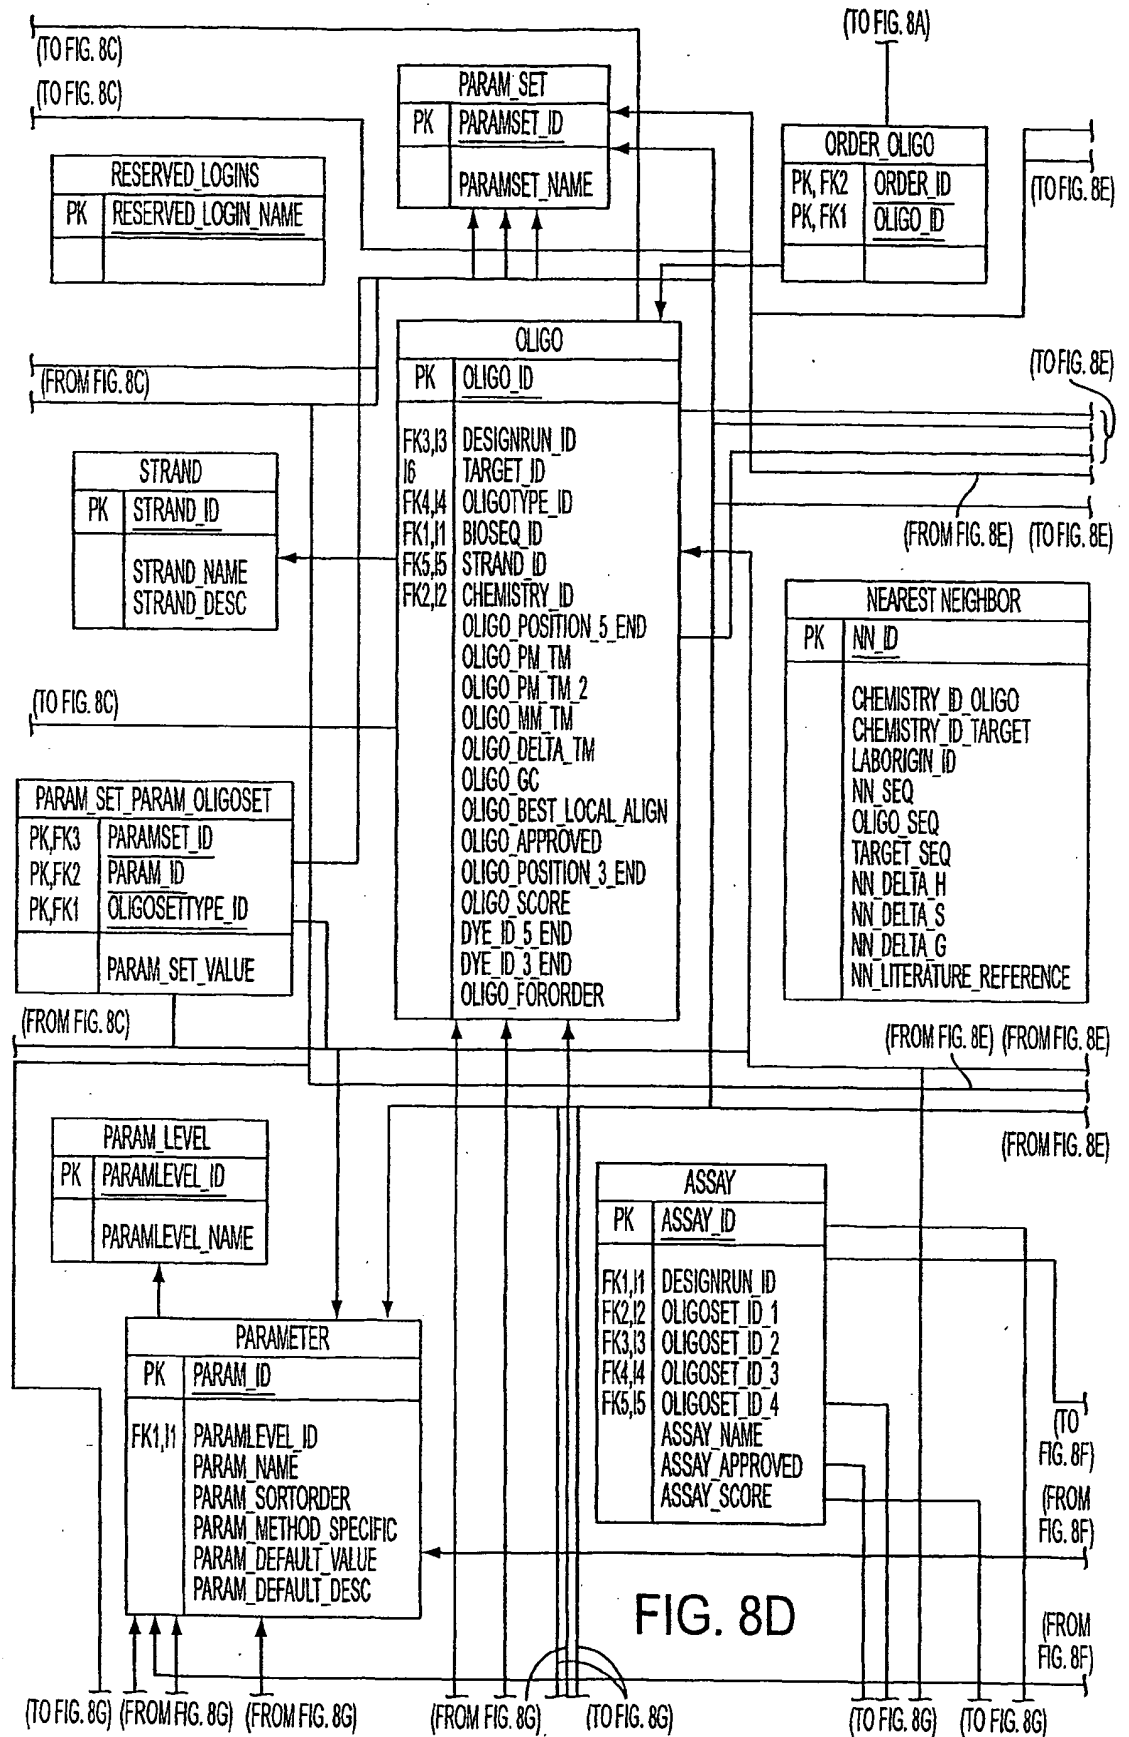 (TO FIG. 8C)
(TO FIG. 8A)
(TO FIG. 8C)
PARAM_SET
PK PARAMSET_ID
PARAMSET_NAME
ORDER_OLIGO
PK, FK2 ORDER_ID
PK, FK1 OLIGO_ID
(TO FIG. 8E)
RESERVED_LOGINS
PK RESERVED_LOGIN_NAME
(FROM FIG. 8C)
OLIGO
PK OLIGO_ID
FK3,I3 DESIGNRUN_ID
I6 TARGET_ID
FK4,I4 OLIGOTYPE_ID
FK1,I1 BIOSEQ_ID
FK5,I5 STRAND_ID
FK2,I2 CHEMISTRY_ID
OLIGO_POSITION_5_END
OLIGO_PM_TM
OLIGO_PM_TM_2
OLIGO_MM_TM
OLIGO_DELTA_TM
OLIGO_GC
OLIGO_BEST_LOCAL_ALIGN
OLIGO_APPROVED
OLIGO_POSITION_3_END
OLIGO_SCORE
DYE_ID_5_END
DYE_ID_3_END
OLIGO_FORORDER
(TO FIG. 8E)
(FROM FIG. 8E) (TO FIG. 8E)
STRAND
PK STRAND_ID
STRAND_NAME
STRAND_DESC
NEAREST NEIGHBOR
PK NN_ID
CHEMISTRY_ID_OLIGO
CHEMISTRY_ID_TARGET
LABORIGIN_ID
NN_SEQ
OLIGO_SEQ
TARGET_SEQ
NN_DELTA_H
NN_DELTA_S
NN_DELTA_G
NN_LITERATURE_REFERENCE
(TO FIG. 8C)
PARAM_SET_PARAM_OLIGOSET
PK,FK3 PARAMSET_ID
PK,FK2 PARAM_ID
PK,FK1 OLIGOSETTYPE_ID
PARAM_SET_VALUE
(FROM FIG. 8C)
(FROM FIG. 8E) (FROM FIG. 8E)
(FROM FIG. 8E)
PARAM_LEVEL
PK PARAMLEVEL_ID
PARAMLEVEL_NAME
ASSAY
PK ASSAY_ID
FK1,I1 DESIGNRUN_ID
FK2,I2 OLIGOSET_ID_1
FK3,I3 OLIGOSET_ID_2
FK4,I4 OLIGOSET_ID_3
FK5,I5 OLIGOSET_ID_4
ASSAY_NAME
ASSAY_APPROVED
ASSAY_SCORE
PARAMETER
PK PARAM_ID
FK1,I1 PARAMLEVEL_ID
PARAM_NAME
PARAM_SORTORDER
PARAM_METHOD_SPECIFIC
PARAM_DEFAULT_VALUE
PARAM_DEFAULT_DESC
(TO
FIG. 8F)
(FROM
FIG. 8F)
FIG. 8D
(FROM
FIG. 8F)
(TO FIG. 8G) (FROM FIG. 8G) (FROM FIG. 8G) (FROM FIG. 8G) (TO FIG. 8G) (TO FIG. 8G) (TO FIG. 8G)